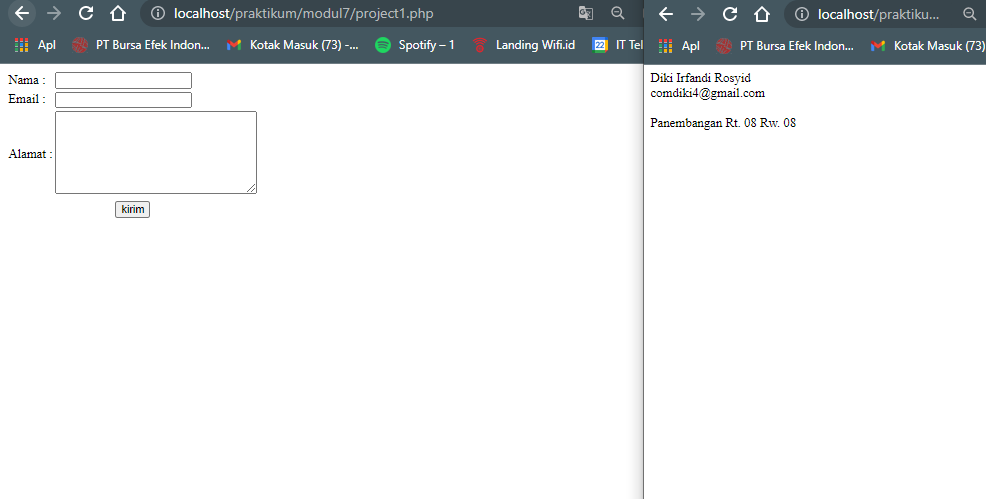 localhost/praktikum/modul7/project1.php
Apl PT Bursa Efek Indon... Kotak Masuk (73) -... Spotify – 1 Landing Wifi.id 22 IT Tel
Nama :
Email :
Alamat :
kirim
localhost/praktiku...
Apl PT Bursa Efek Indon... Kotak Masuk (73)
Diki Irfandi Rosyid
comdiki4@gmail.com
Panembangan Rt. 08 Rw. 08